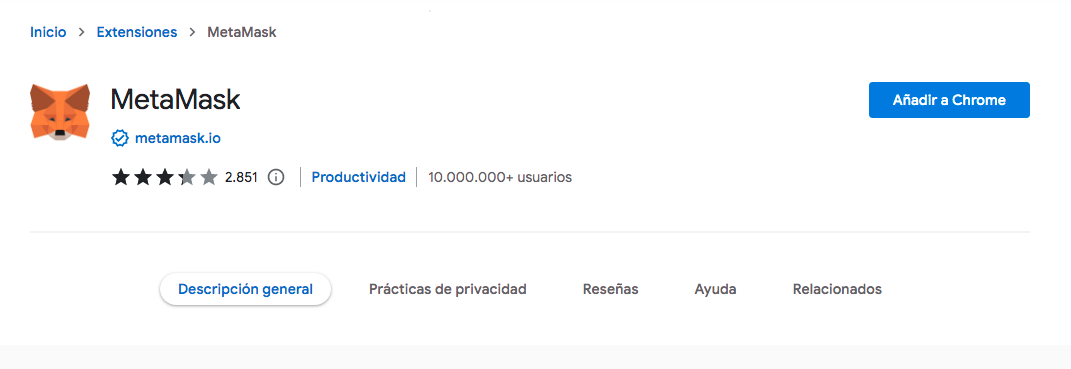 Inicio > Extensiones > MetaMask
MetaMask
Añadir a Chrome
metamask.io
2.851 Productividad 10.000.000+ usuarios
Descripción general Prácticas de privacidad Reseñas Ayuda Relacionados